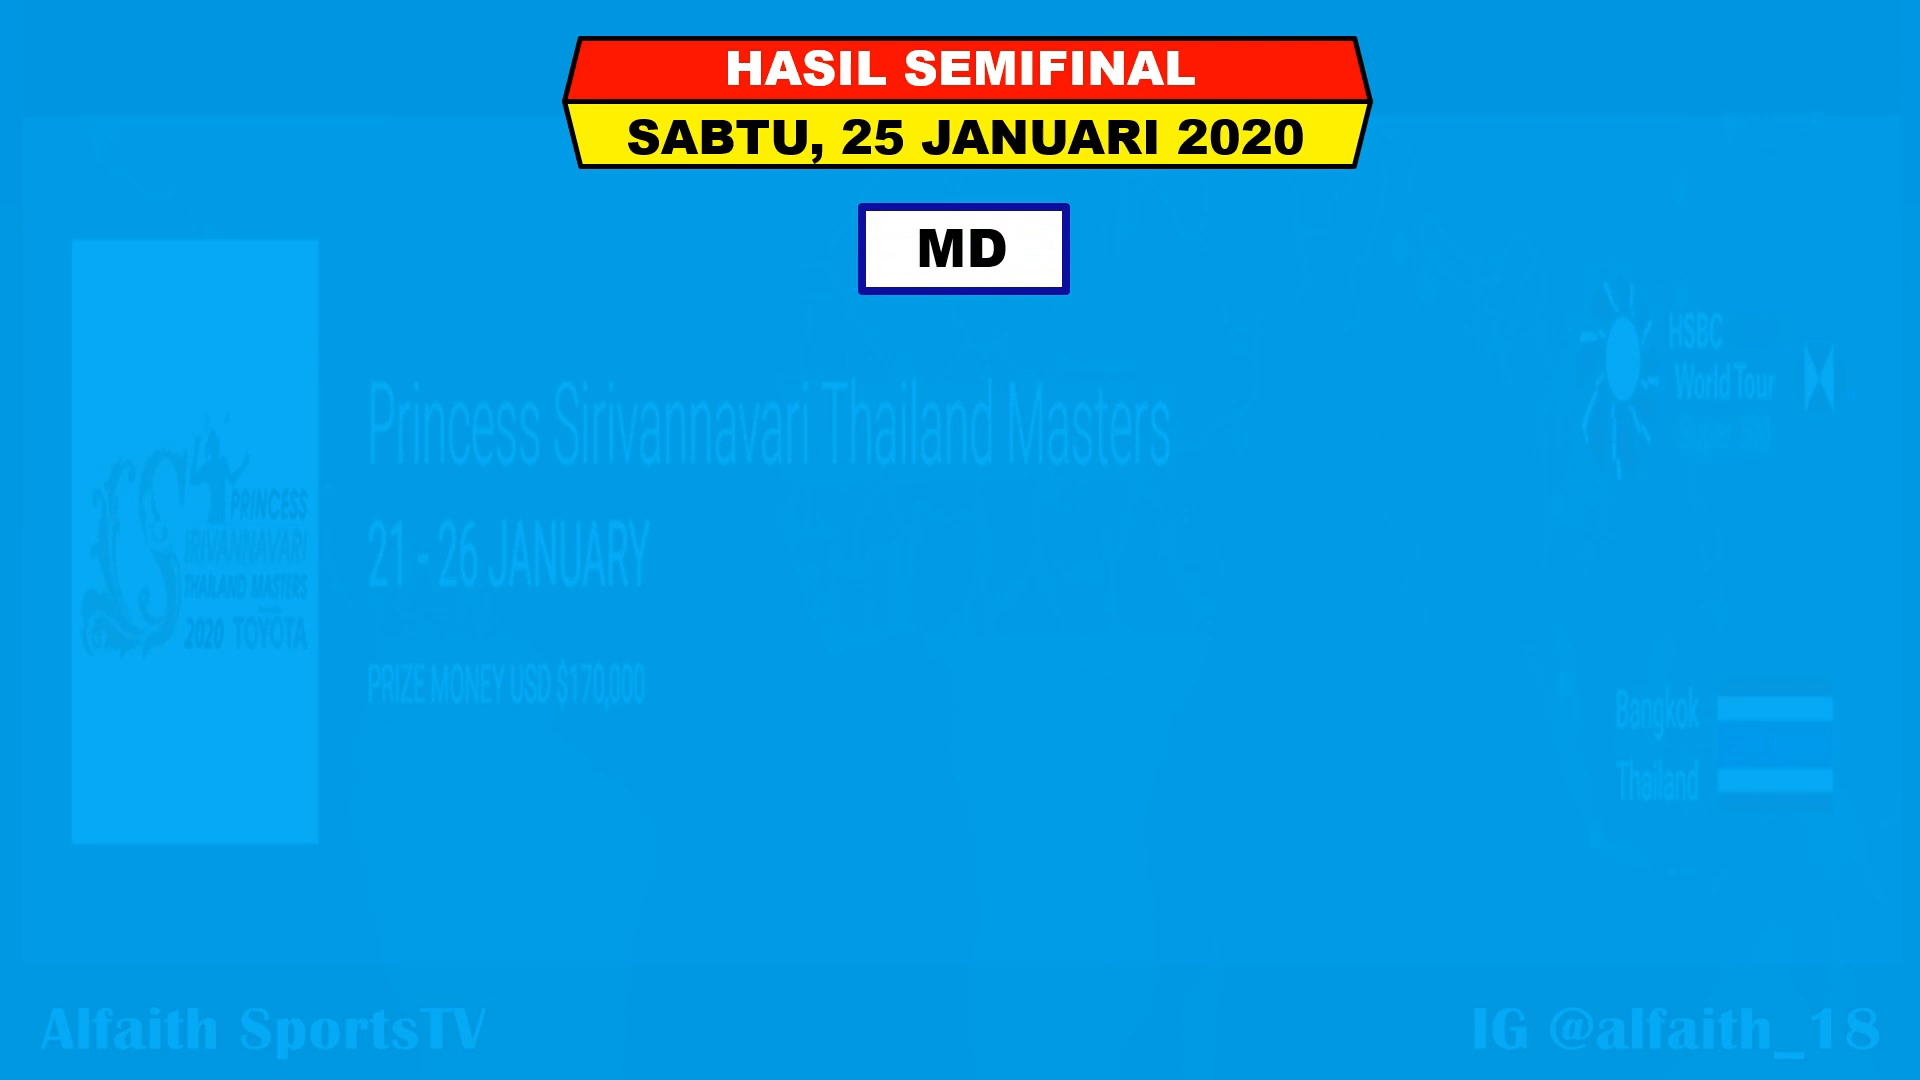 HASIL SEMIFINAL
SABTU, 25 JANUARI 2020
MD
HSBC
World Tour
Princess Sirivannavari Thailand Masters
PRINCESS
SIRIVANNAVARI
THAILAND MASTERS
2020 TOYOTA
21 - 26 JANUARY
PRIZE MONEY USD $170,000
Bangkok
Thailand
Alfaith SportsTV
IG @alfaith_18